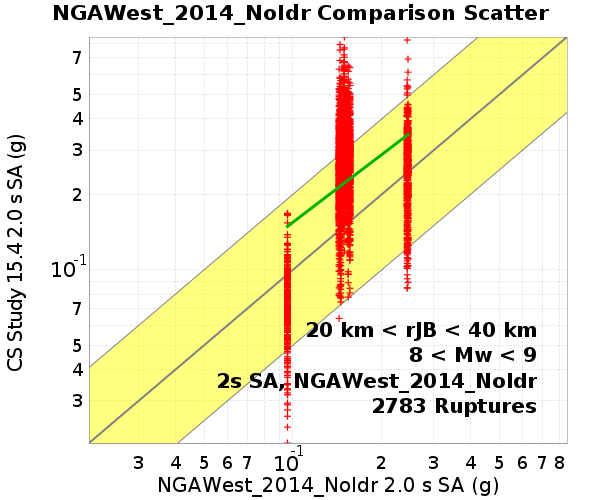 NGAWest_2014_NoIdr Comparison Scatter
CS Study 15.4 2.0 s SA (g)
7
5
4
3
2
10-1
7
5
4
3
20 km < rJB < 40 km
8 < Mw < 9
2s SA, NGAWest_2014_NoIdr
2783 Ruptures
3 4 5 6 7 10-1 2 3 4 5 6 7 8
NGAWest_2014_NoIdr 2.0 s SA (g)